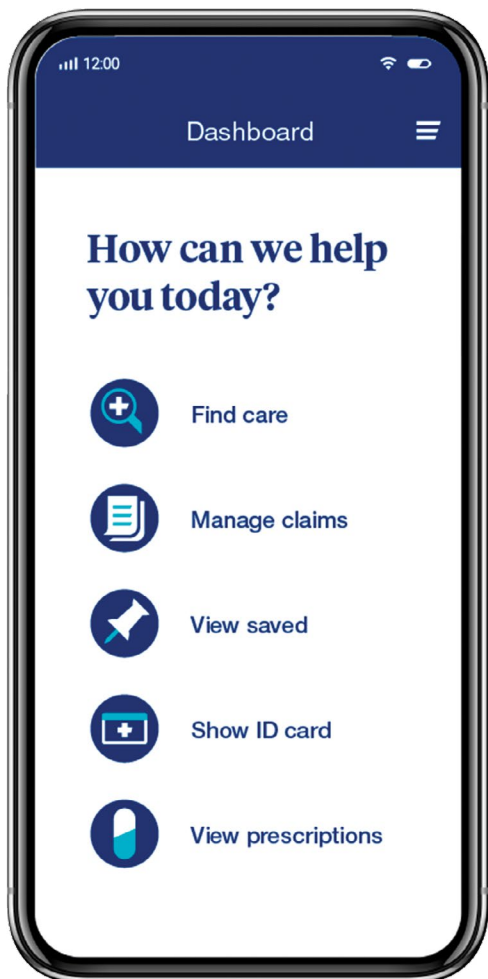 12:00
Dashboard
How can we help
you today?
Find care
Manage claims
View saved
Show ID card
View prescriptions